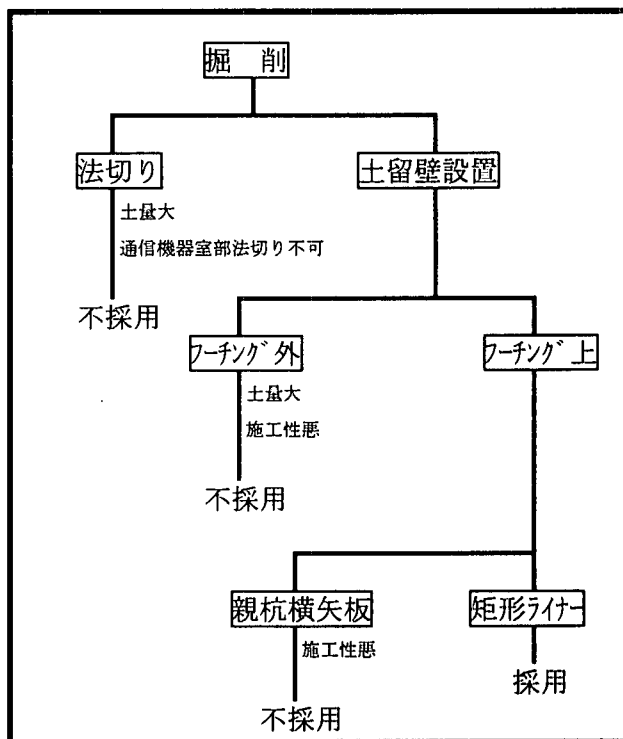 掘　削
法切り
土留壁設置
土量大
通信機器室部法切り不可
不採用
フーチング外
フーチング上
土量大
施工性悪
不採用
親杭横矢板
矩形ライナー
施工性悪
採用
不採用